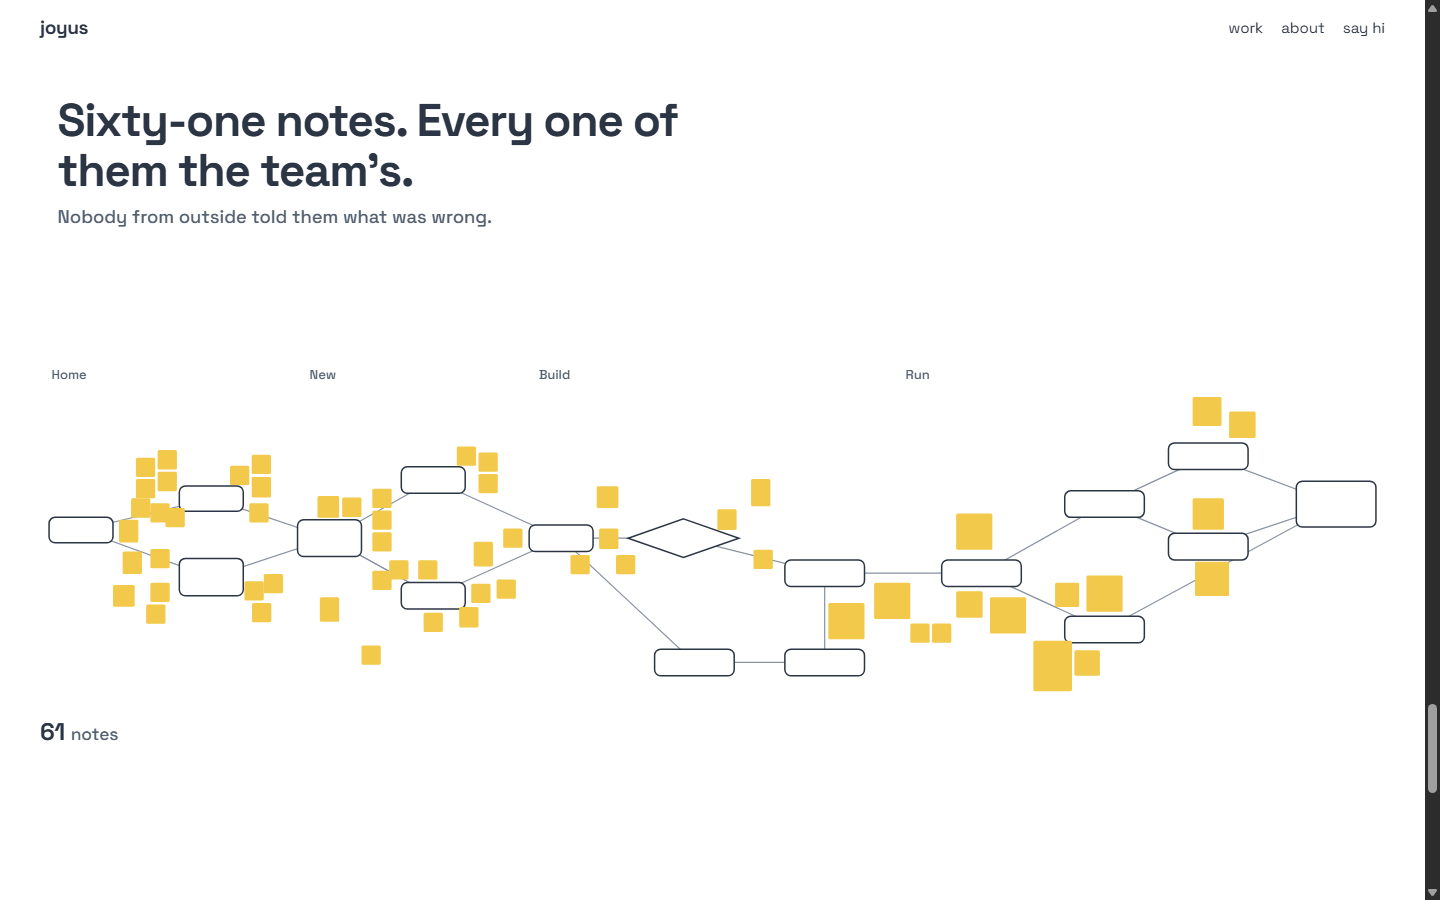 joyus
work about say hi
Sixty-one notes. Every one of
them the team’s.
Nobody from outside told them what was wrong.
Home New Build Run
61 notes